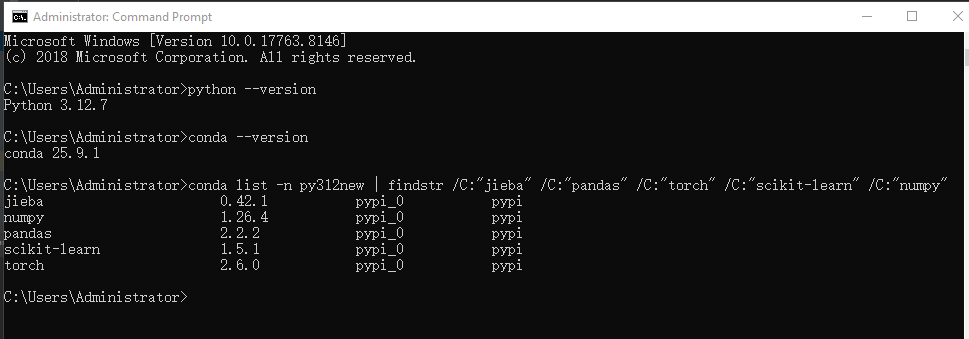 Administrator: Command Prompt
Microsoft Windows [Version 10.0.17763.8146]
(c) 2018 Microsoft Corporation. All rights reserved.
C:\Users\Administrator>python --version
Python 3.12.7
C:\Users\Administrator>conda --version
conda 25.9.1
C:\Users\Administrator>conda list -n py312new | findstr /C:"jieba" /C:"pandas" /C:"torch" /C:"scikit-learn" /C:"numpy"
jieba 0.42.1 pypi_0 pypi
numpy 1.26.4 pypi_0 pypi
pandas 2.2.2 pypi_0 pypi
scikit-learn 1.5.1 pypi_0 pypi
torch 2.6.0 pypi_0 pypi
C:\Users\Administrator>